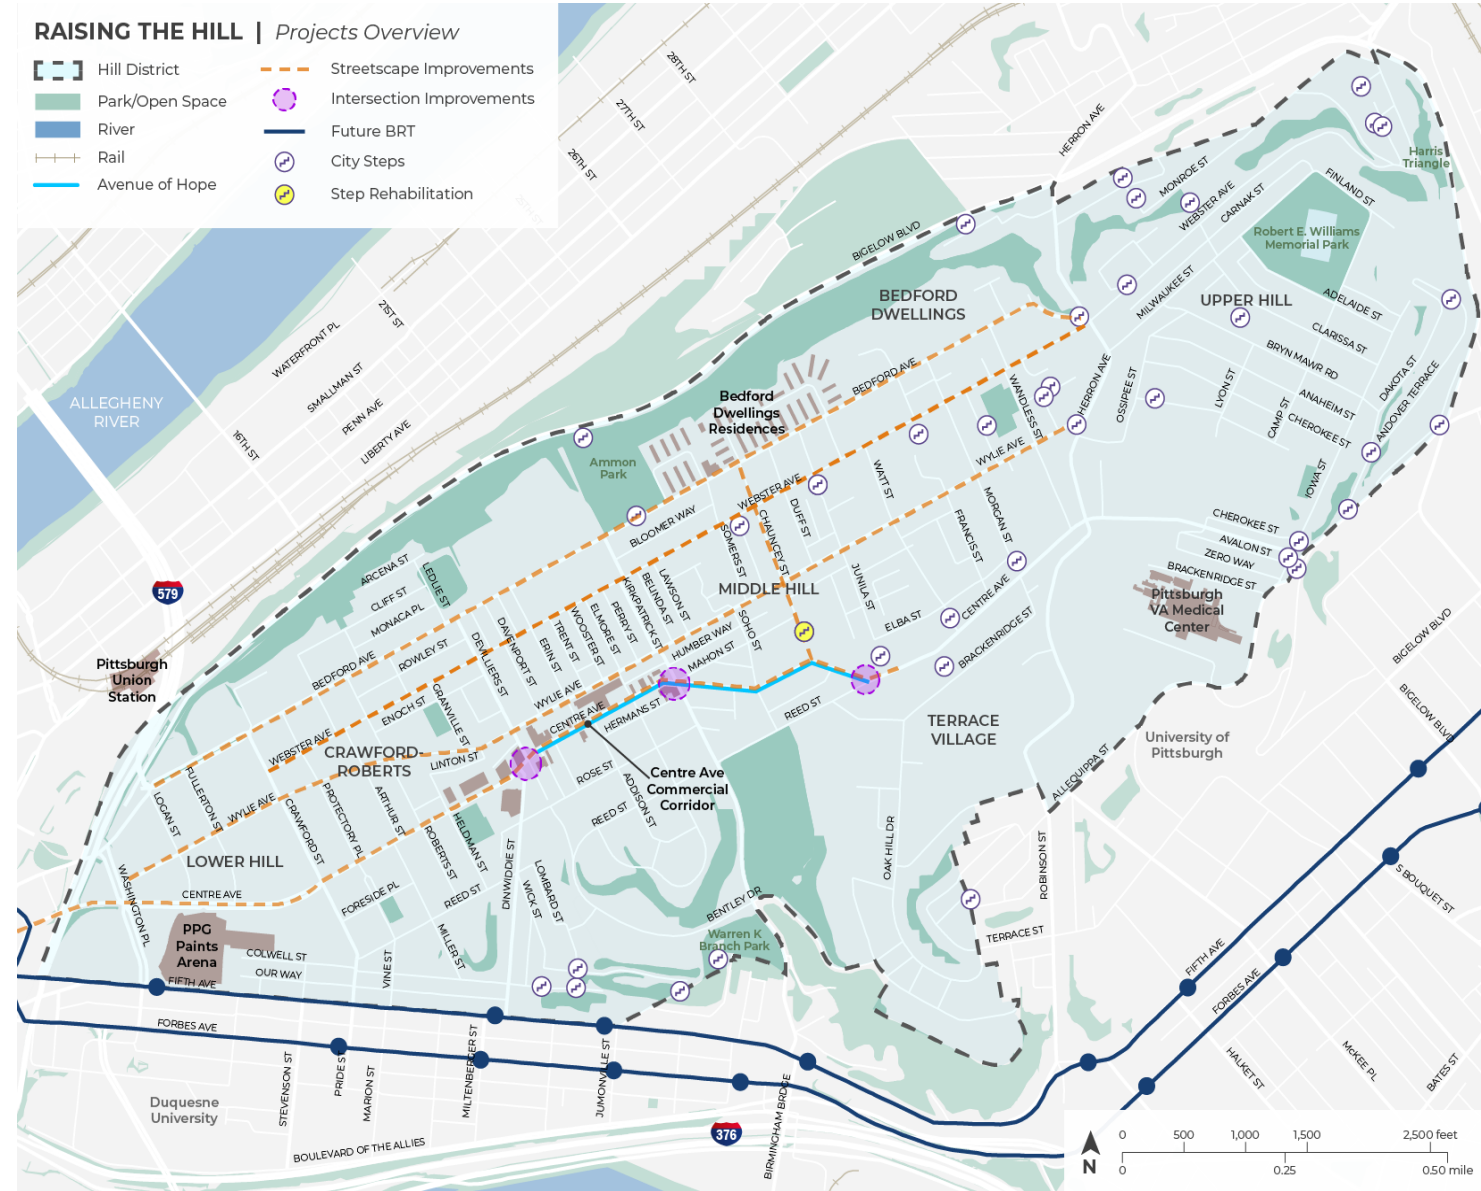 RAISING THE HILL | Projects Overview
Hill District
Park/Open Space
River
Rail
Avenue of Hope
Streetscape Improvements
Intersection Improvements
Future BRT
City Steps
Step Rehabilitation
28TH ST
27TH ST
26TH ST
HERRON AVE
Harris
Triangle
MONROE ST
WEBSTER AVE
CARNAK ST
FINLAND ST
BIGELOW BLVD
Robert E. Williams
Memorial Park
MILWAUKEE ST
BEDFORD
DWELLINGS
UPPER HILL
ADELAIDE ST
CLARISSA ST
BRYN MAWR RD
21ST ST
WATERFRONT PL
SMALLMAN ST
PENN AVE
LIBERTY AVE
16TH ST
ALLEGHENY
RIVER
BEDFORD AVE
WANDLESS ST
HERRON AVE
OSSIPEE ST
LYON ST
CAMP ST
ANAHEIM ST
CHEROKEE ST
DAKOTA ST
ANDOVER TERRACE
Bedford
Dwellings
Residences
Ammon
Park
WYLIE AVE
IOWA ST
WATT ST
WEBSTER AVE
DUFF ST
BLOOMER WAY
MORGAN ST
FRANCIS ST
CHEROKEE ST
AVALON ST
ZERO WAY
BRACKENRIDGE ST
SOMERS ST
CHAUNCEY ST
ARCENA ST
LEDLIE ST
CLIFF ST
MONACA PL
579
MIDDLE HILL
JUNILA ST
Pittsburgh
VA Medical
Center
LAWSON ST
BELINDA ST
KIRKPATRICK ST
PERRY ST
ELMORE ST
WOOSTER ST
TRENT ST
ERIN ST
DAVENPORT ST
DEVILLIERS ST
CENTRE AVE
ELBA ST
SOHO ST
HUMBER WAY
MAHON ST
BRACKENRIDGE ST
BIGELOW BLVD
Pittsburgh
Union
Station
BEDFORD AVE
ROWLEY ST
WYLIE AVE
ENOCH ST
GRANVILLE ST
CENTRE AVE
HERMANS ST
REED ST
BIGELOW BLVD
TERRACE
VILLAGE
University of
Pittsburgh
WEBSTER AVE
CRAWFORD-
ROBERTS
LINTON ST
ROSE ST
ADDISON ST
REED ST
Centre Ave
Commercial
Corridor
ALLEQUIPPA ST
FULLERTON ST
LOGAN ST
WYLIE AVE
CRAWFORD ST
PROTECTORY PL
ARTHUR ST
ROBERTS ST
HELDMAN ST
LOWER HILL
WASHINGTON PL
CENTRE AVE
DINWIDDIE ST
LOMBARD ST
WICK ST
OAK HILL DR
ROBINSON ST
S BOUQUET ST
FORESIDE PL
REED ST
MILLER ST
BENTLEY DR
Warren K
Branch Park
TERRACE ST
PPG
Paints
Arena
COLWELL ST
OUR WAY
VINE ST
FIFTH AVE
FIFTH AVE
FORBES AVE
FORBES AVE
STEVENSON ST
PRIDE ST
MARION ST
MILTENBERGER ST
JUMONVILLE ST
BIRMINGHAM BRDGE
HALKET ST
McKEE PL
BATES ST
Duquesne
University
BOULEVARD OF THE ALLIES
376
N
0 500 1,000 1,500 2,500 feet
0 0.25 0.50 mile